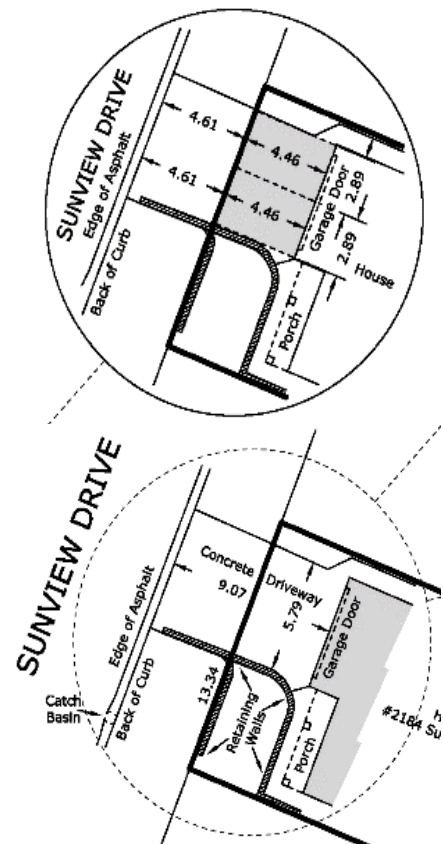 SUNVIEW DRIVE
Edge of Asphalt
Back of Curb
4.61
4.46
4.61
4.46
Garage Door
2.89
2.89
House
Porch
SUNVIEW DRIVE
Edge of Asphalt
Back of Curb
Catch
Basin
Concrete Driveway
9.07
5.79
Garage Door
13.34
Retaining
Walls
Porch
#2184 Su